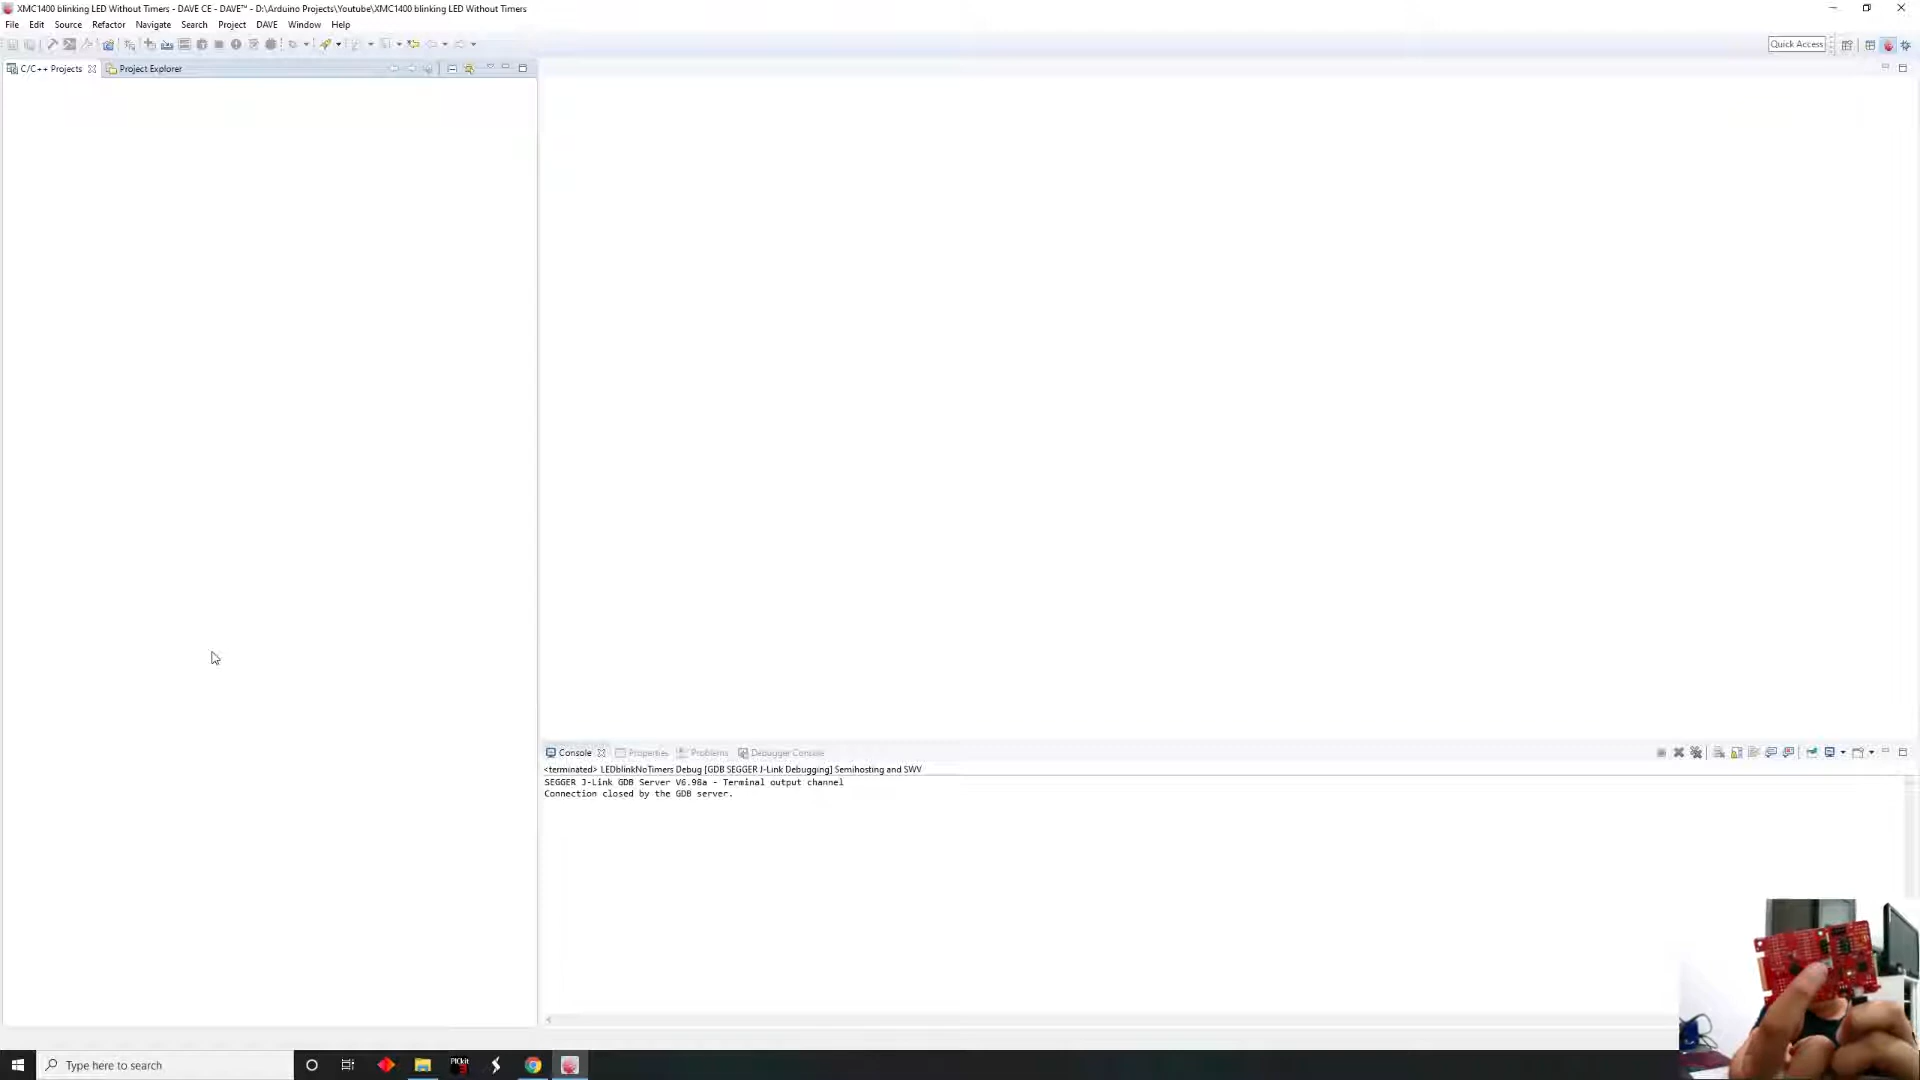 XMC1400 blinking LED Without Timers - DAVE CE - DAVE™ - D:\Arduino Projects\Youtube\XMC1400 blinking LED Without Timers
File Edit Source Refactor Navigate Search Project DAVE Window Help
Quick Access
C/C++ Projects Project Explorer
Console Properties Problems Debugger Console
<terminated> LEDblinkNoTimers Debug [GDB SEGGER J-Link Debugging] Semihosting and SWV
SEGGER J-Link GDB Server V6.98a - Terminal output channel
Connection closed by the GDB server.
Type here to search
PICkit